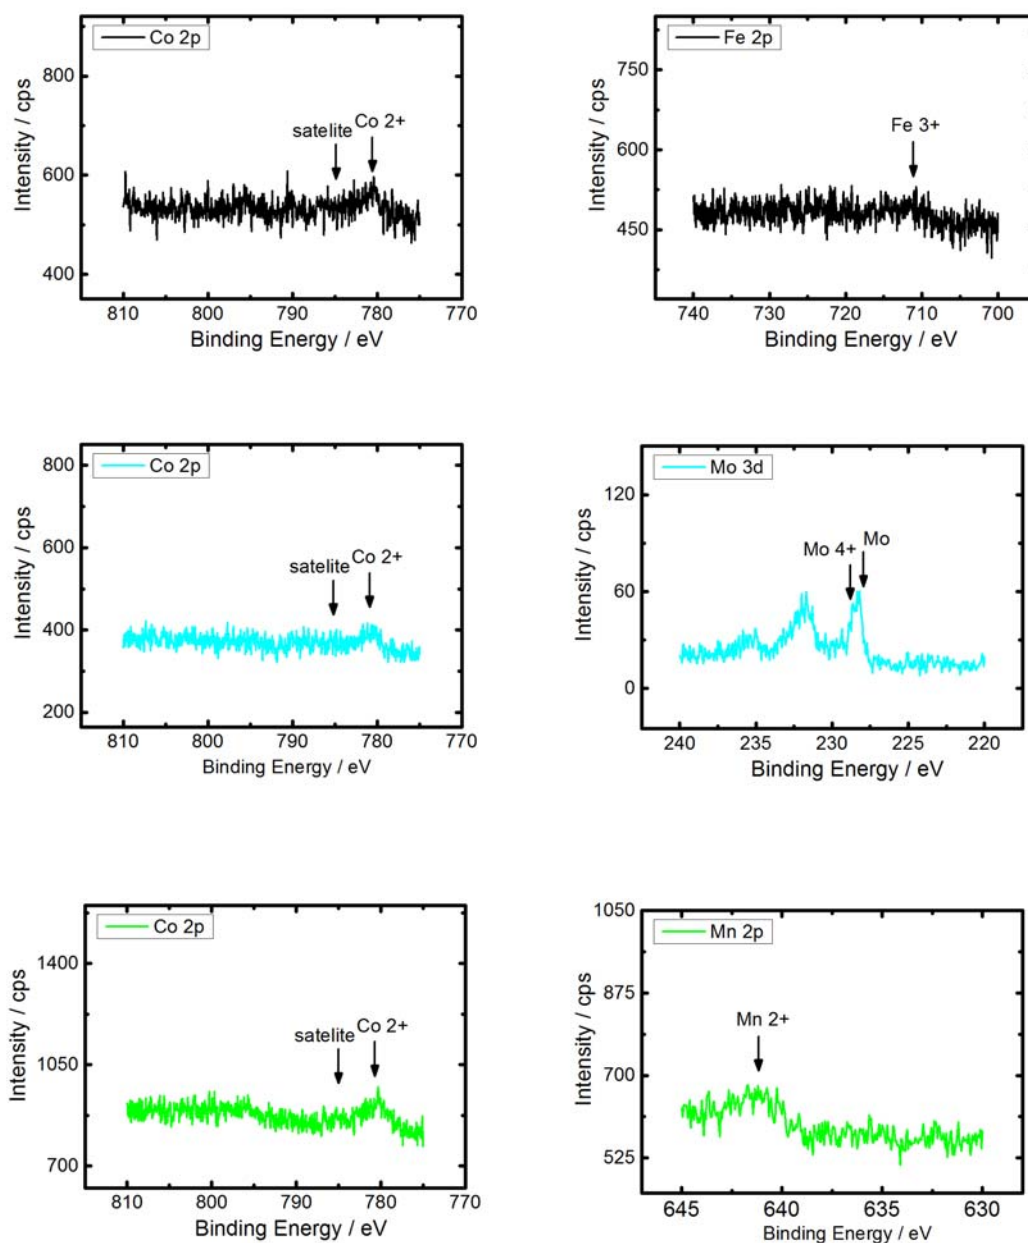 Co 2p
Intensity / cps
800
600
400
satelite
Co 2+
810
800
790
780
770
Binding Energy / eV
Fe 2p
Intensity / cps
750
600
450
Fe 3+
740
730
720
710
700
Binding Energy / eV
Co 2p
Intensity / cps
800
600
400
200
satelite
Co 2+
810
800
790
780
770
Binding Energy / eV
Mo 3d
Intensity / cps
120
60
0
Mo 4+
Mo
240
235
230
225
220
Binding Energy / eV
Co 2p
Intensity / cps
1400
1050
700
satelite
Co 2+
810
800
790
780
770
Binding Energy / eV
Mn 2p
Intensity / cps
1050
875
700
525
Mn 2+
645
640
635
630
Binding Energy / eV